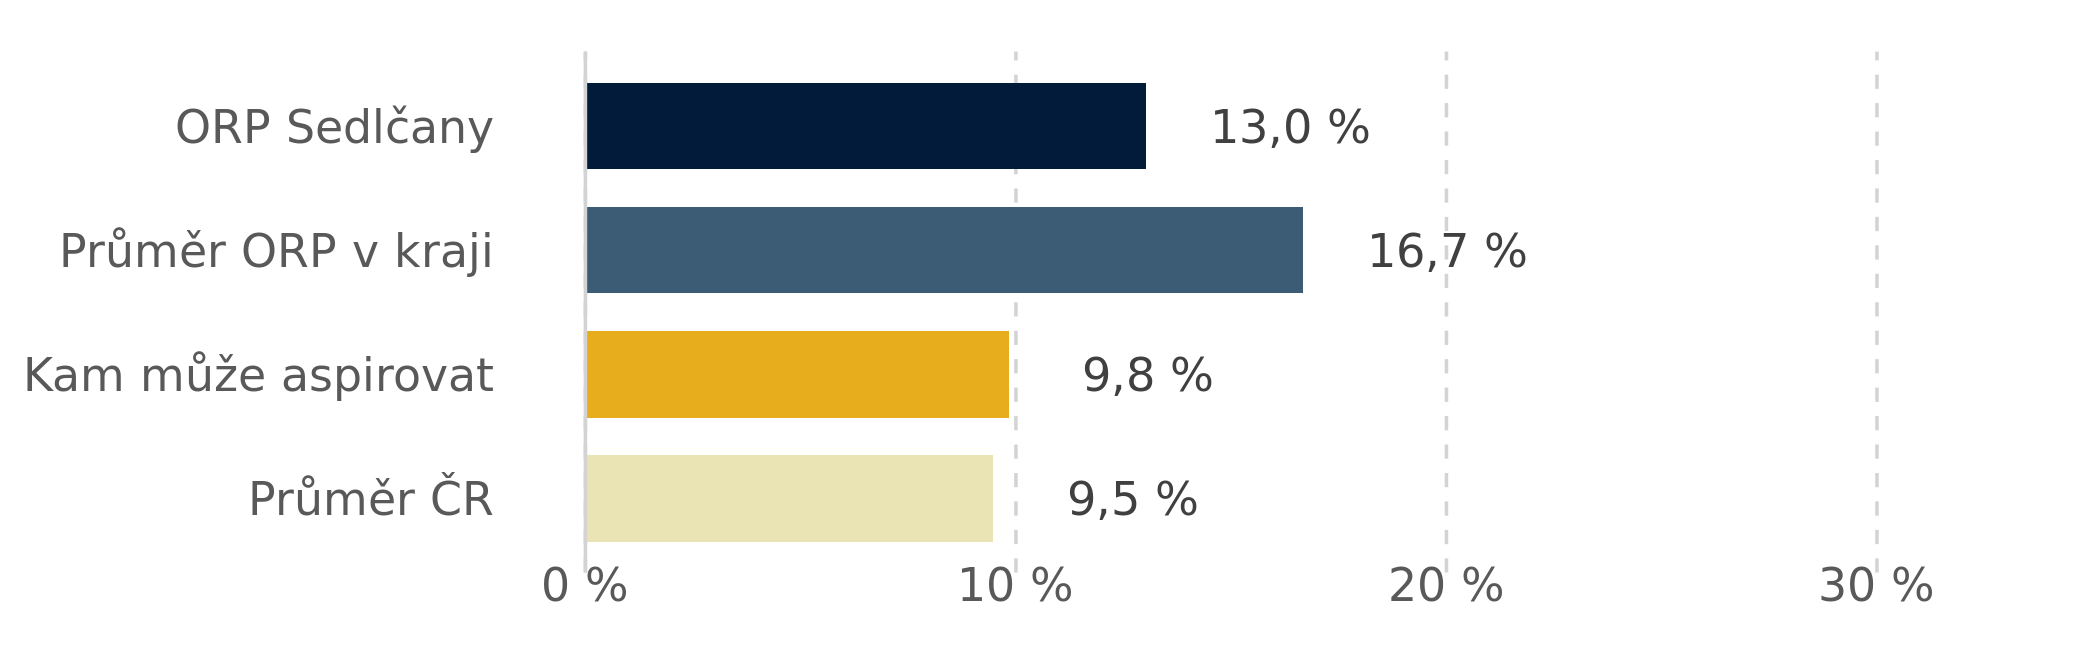 ORP Sedlčany 13,0 %
Průměr ORP v kraji 16,7 %
Kam může aspirovat 9,8 %
Průměr ČR 9,5 %
0 % 10 % 20 % 30 %